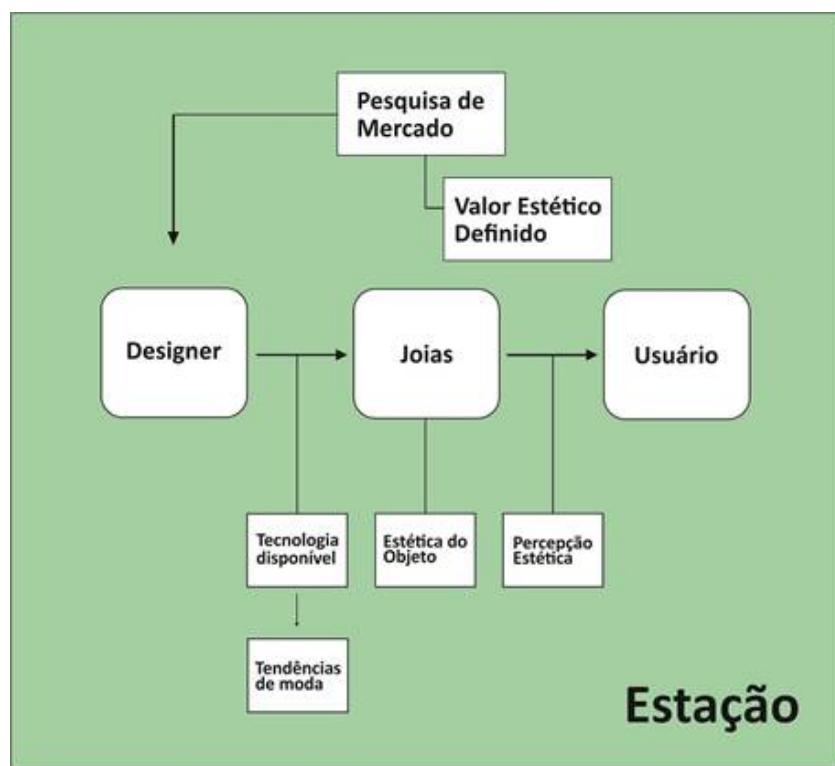 Pesquisa de
Mercado
Valor Estético
Definido
Designer
Joias
Usuário
Tecnologia
disponível
Estética do
Objeto
Percepção
Estética
Tendências
de moda
Estação